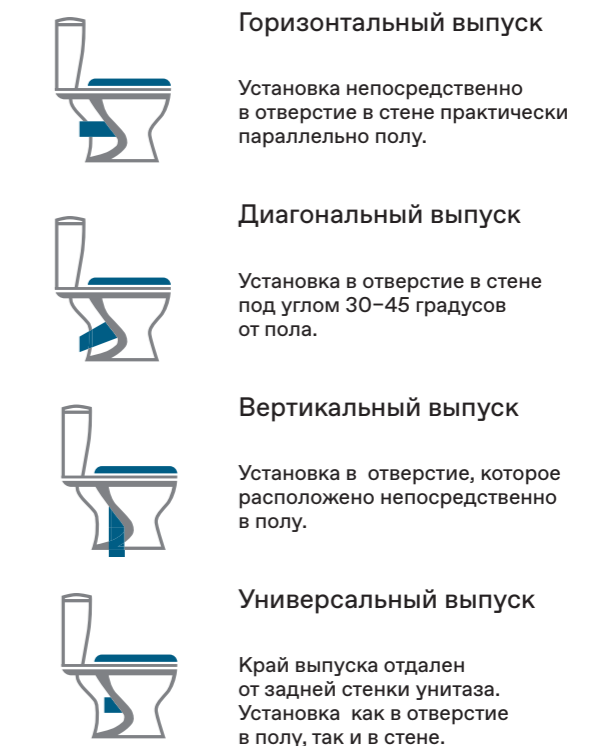 Горизонтальный выпуск
Установка непосредственно
в отверстие в стене практически
параллельно полу.
Диагональный выпуск
Установка в отверстие в стене
под углом 30–45 градусов
от пола.
Вертикальный выпуск
Установка в отверстие, которое
расположено непосредственно
в полу.
Универсальный выпуск
Край выпуска отдален
от задней стенки унитаза.
Установка как в отверстие
в полу, так и в стене.